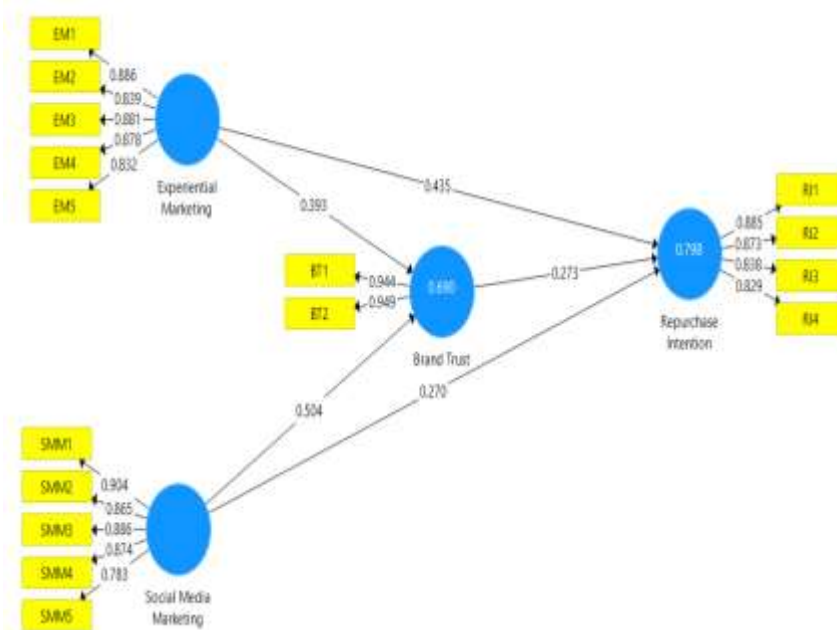 EM1
EM2
EM3
EM4
EM5
0.886
0.839
0.881
0.878
0.832
Experiential
Marketing
0.435
0.393
BT1
BT2
0.944
0.949
0.690
Brand Trust
0.273
0.270
0.504
RI1
RI2
RI3
RI4
0.885
0.873
0.838
0.829
0.798
Repurchase
Intention
SMM1
SMM2
SMM3
SMM4
SMM5
0.904
0.865
0.886
0.874
0.783
Social Media
Marketing